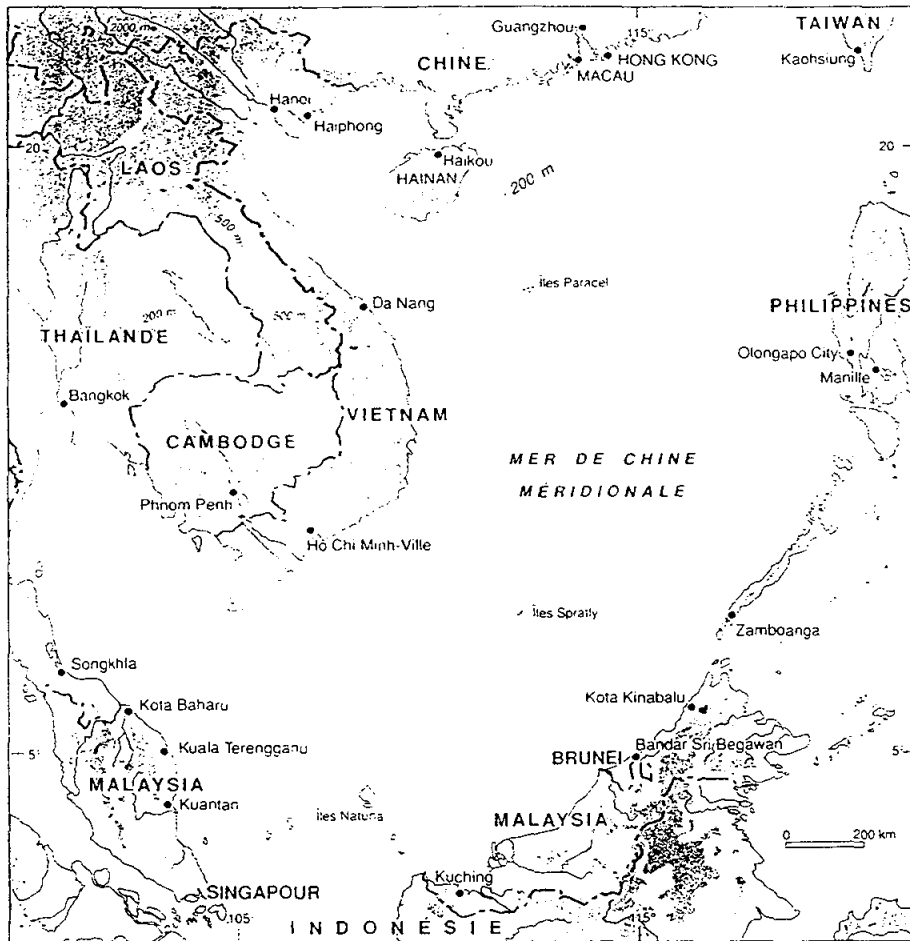 2000 m
Guangzhou
115°
TAIWAN
CHINE
HONG KONG
MACAU
Kaohsiung
Hanoi
Haiphong
20
20
LAOS
Haikou
HAINAN
200 m
500 m
Îles Paracel
Da Nang
200 m
500 m
PHILIPPINES
THAÏLANDE
Olongapo City
Manille
Bangkok
VIETNAM
CAMBODGE
MER DE CHINE
MÉRIDIONALE
Phnom Penh
Hô Chi Minh-Ville
Îles Spratly
Zamboanga
Songkhla
Kota Baharu
Kota Kinabalu
Kuala Terengganu
5°
BRUNEI
Bandar Sri Begawan
5°
MALAYSIA
Kuantan
Îles Natuna
MALAYSIA
0 200 km
Kuching
SINGAPOUR
105°
INDONÉSIE
115°